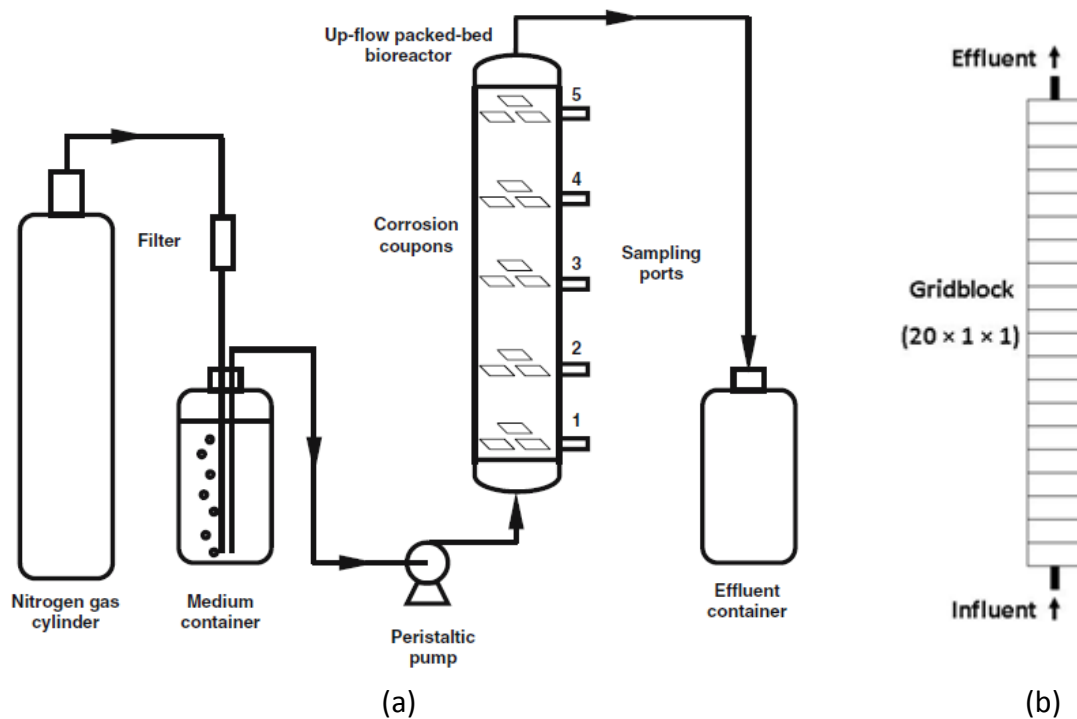 Up-flow packed-bed
bioreactor
Effluent
5
4
Filter
Corrosion
coupons
3
Sampling
ports
Gridblock
(20 × 1 × 1)
2
1
Nitrogen gas
cylinder
Medium
container
Peristaltic
pump
Effluent
container
Influent
(a)
(b)